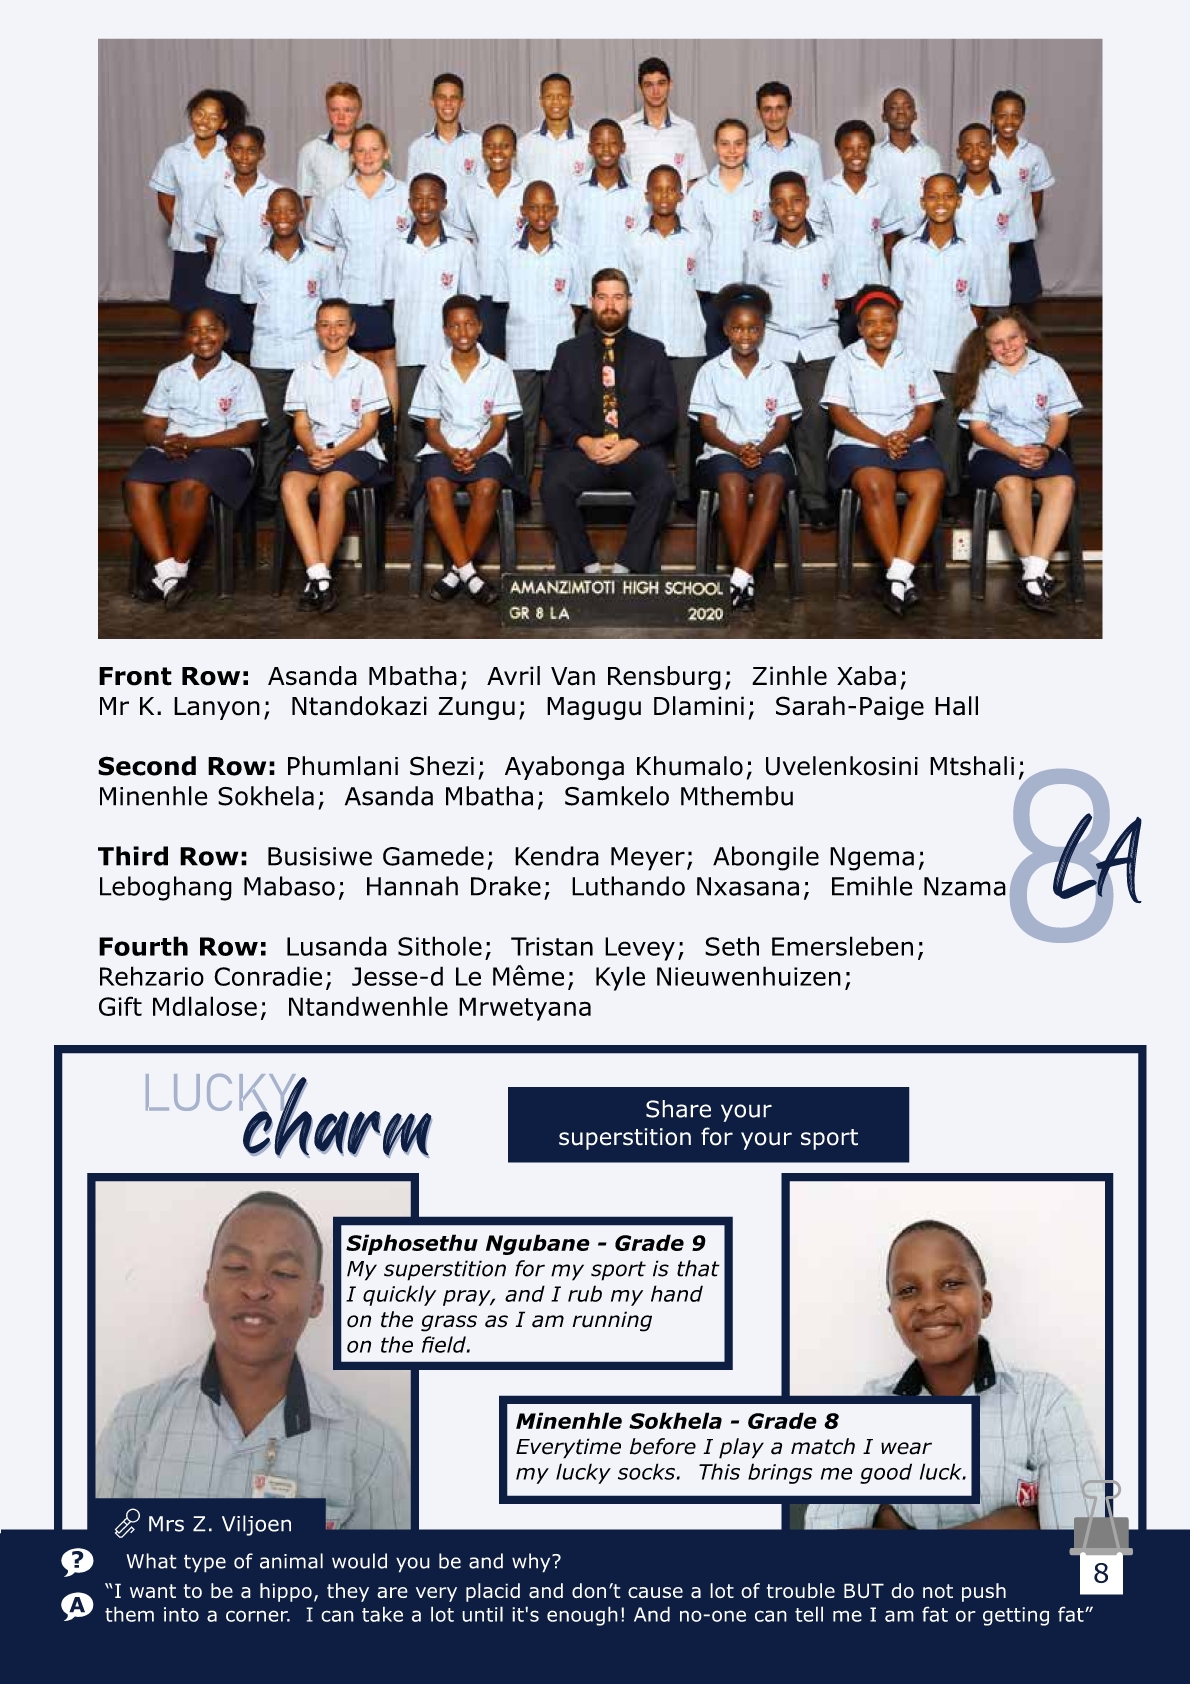 AMANZIMTOTI HIGH SCHOOL
GR 8 LA 2020
Front Row: Asanda Mbatha; Avril Van Rensburg; Zinhle Xaba;
Mr K. Lanyon; Ntandokazi Zungu; Magugu Dlamini; Sarah-Paige Hall
Second Row: Phumlani Shezi; Ayabonga Khumalo; Uvelenkosini Mtshali;
Minenhle Sokhela; Asanda Mbatha; Samkelo Mthembu
Third Row: Busisiwe Gamede; Kendra Meyer; Abongile Ngema;
Leboghang Mabaso; Hannah Drake; Luthando Nxasana; Emihle Nzama
8 LA
Fourth Row: Lusanda Sithole; Tristan Levey; Seth Emersleben;
Rehzario Conradie; Jesse-d Le Même; Kyle Nieuwenhuizen;
Gift Mdlalose; Ntandwenhle Mrwetyana
LUCKY
charm
Share your
superstition for your sport
Siphosethu Ngubane - Grade 9
My superstition for my sport is that
I quickly pray, and I rub my hand
on the grass as I am running
on the field.
Minenhle Sokhela - Grade 8
Everytime before I play a match I wear
my lucky socks. This brings me good luck.
Mrs Z. Viljoen
? What type of animal would you be and why?
A “I want to be a hippo, they are very placid and don’t cause a lot of trouble BUT do not push
them into a corner. I can take a lot until it's enough! And no-one can tell me I am fat or getting fat”
8